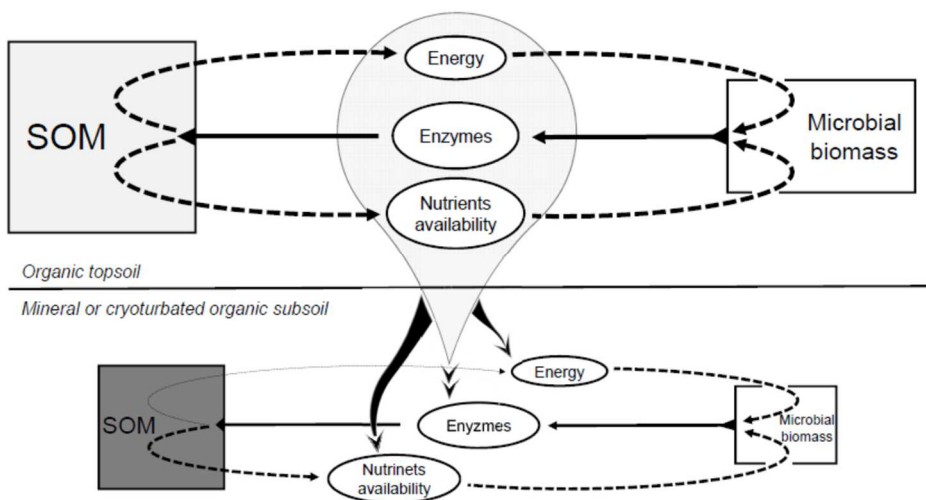 Energy
SOM
Enzymes
Microbial
biomass
Nutrients
availability
Organic topsoil
Mineral or cryoturbated organic subsoil
Energy
SOM
Enyzmes
Microbial
biomass
Nutrinets
availability